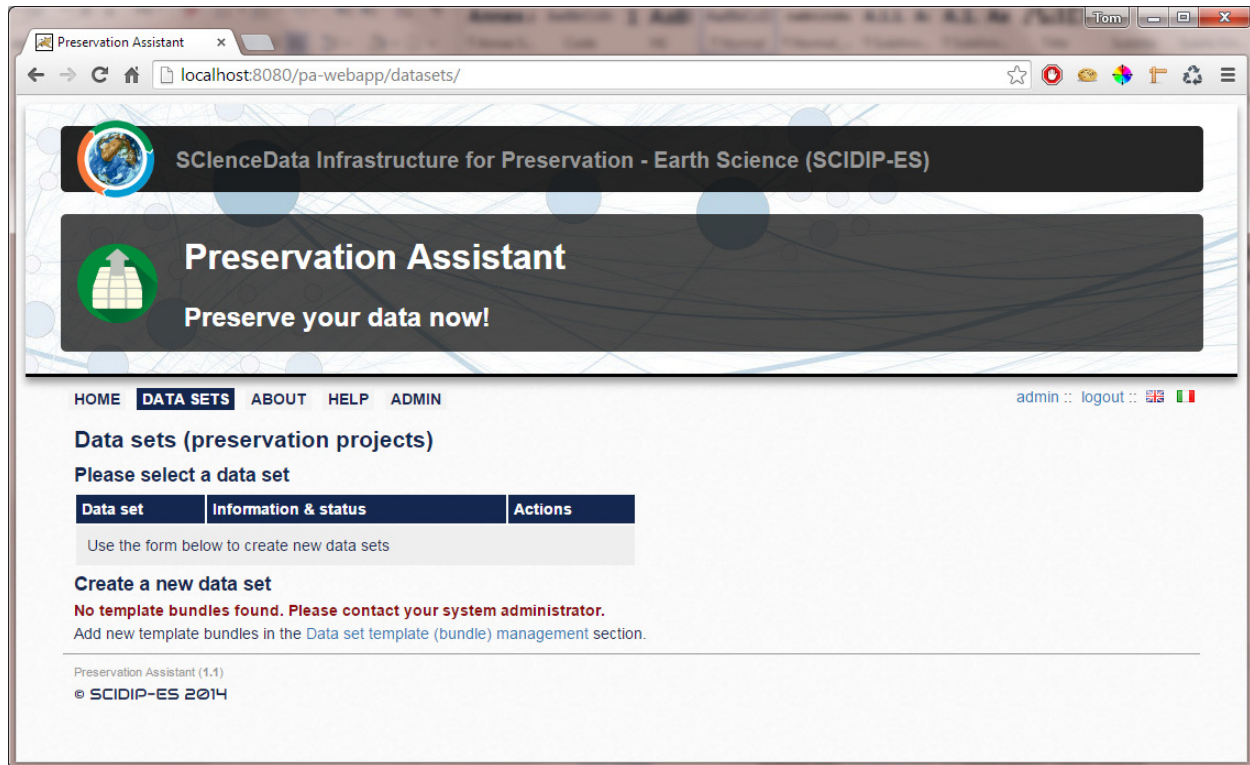 Tom
Preservation Assistant
localhost:8080/pa-webapp/datasets/
SCIenceData Infrastructure for Preservation - Earth Science (SCIDIP-ES)
Preservation Assistant
Preserve your data now!
HOME DATA SETS ABOUT HELP ADMIN admin :: logout ::
Data sets (preservation projects)
Please select a data set
Data set Information & status Actions
Use the form below to create new data sets
Create a new data set
No template bundles found. Please contact your system administrator.
Add new template bundles in the Data set template (bundle) management section.
Preservation Assistant (1.1)
© SCIDIP-ES 2014